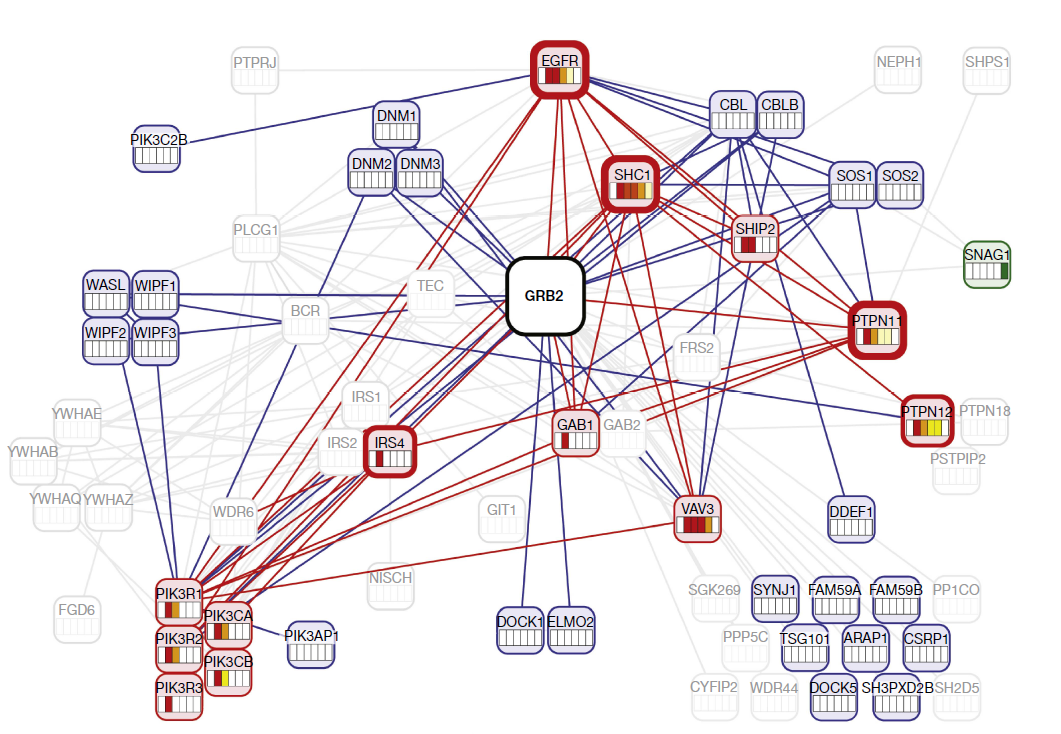 EGFR
PTPRJ
NEPH1
SHPS1
DNM1
CBL
CBLB
PIK3C2B
DNM2
DNM3
SHC1
SOS1
SOS2
PLCG1
SHIP2
SNAG1
WASL
WIPF1
TEC
GRB2
BCR
PTPN11
WIPF2
WIPF3
FRS2
IRS1
YWHAE
GAB1
GAB2
PTPN12
PTPN18
IRS2
IRS4
YWHAB
PSTPIP2
YWHAQ
YWHAZ
WDR6
GIT1
VAV3
DDEF1
NISCH
PIK3R1
SGK269
SYNJ1
FAM59A
FAM59B
PP1CO
FGD6
PIK3CA
PIK3AP1
DOCK1
ELMO2
PIK3R2
PPP5C
TSG101
ARAP1
CSRP1
PIK3CB
PIK3R3
CYFIP2
WDR44
DOCK5
SH3PXD2B
SH2D5